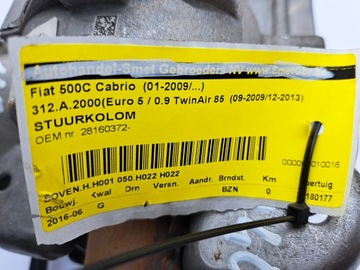 Autohandel-Smet Gebroeders NV www.Smet
Fiat 500C Cabrio (01-2009/...)
312.A.2000(Euro 5 / 0.9 TwinAir 85 (09-2009/12-2013)
STUURKOLOM
OEM nr. 28160372-
BOVEN.H.H001 050.H022 H022
Bouwj. Kwal Drn Versn. Aandr. Brndst. Km
2016-06 G BZN 0 180177